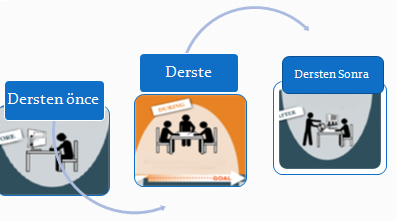 Dersten önce
Derste
Dersten Sonra
DURING
GOAL